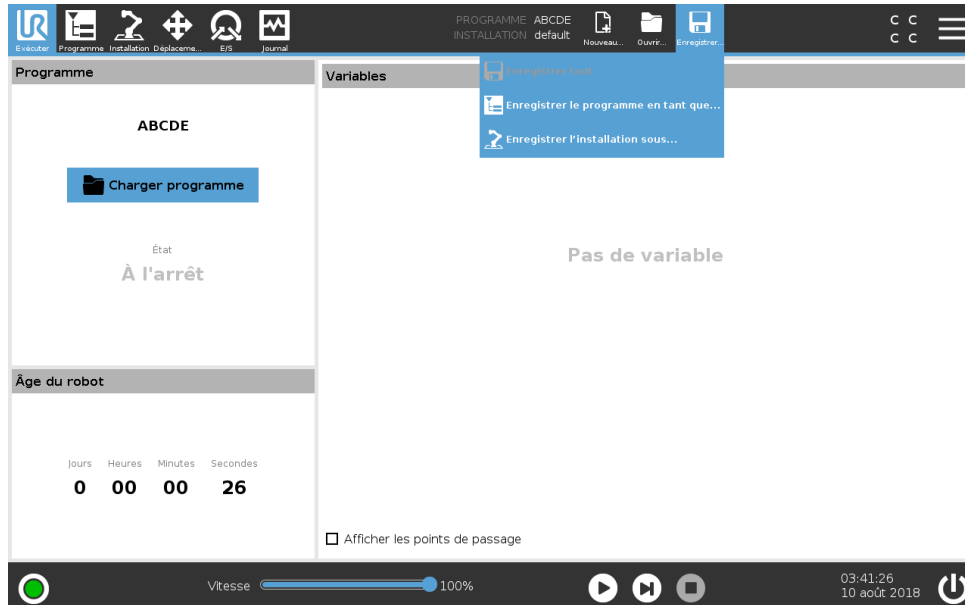 PROGRAMME ABCDE
INSTALLATION default
C C
C C
Exécuter Programme Installation Déplaceme... E/S Journal
Nouveau... Ouvrir... Enregistrer...
Programme
Variables
Enregistrer tout
Enregistrer le programme en tant que...
Enregistrer l'installation sous...
ABCDE
Charger programme
État
À l'arrêt
Pas de variable
Âge du robot
Jours Heures Minutes Secondes
0 00 00 26
Afficher les points de passage
Vitesse 100%
03:41:26
10 août 2018